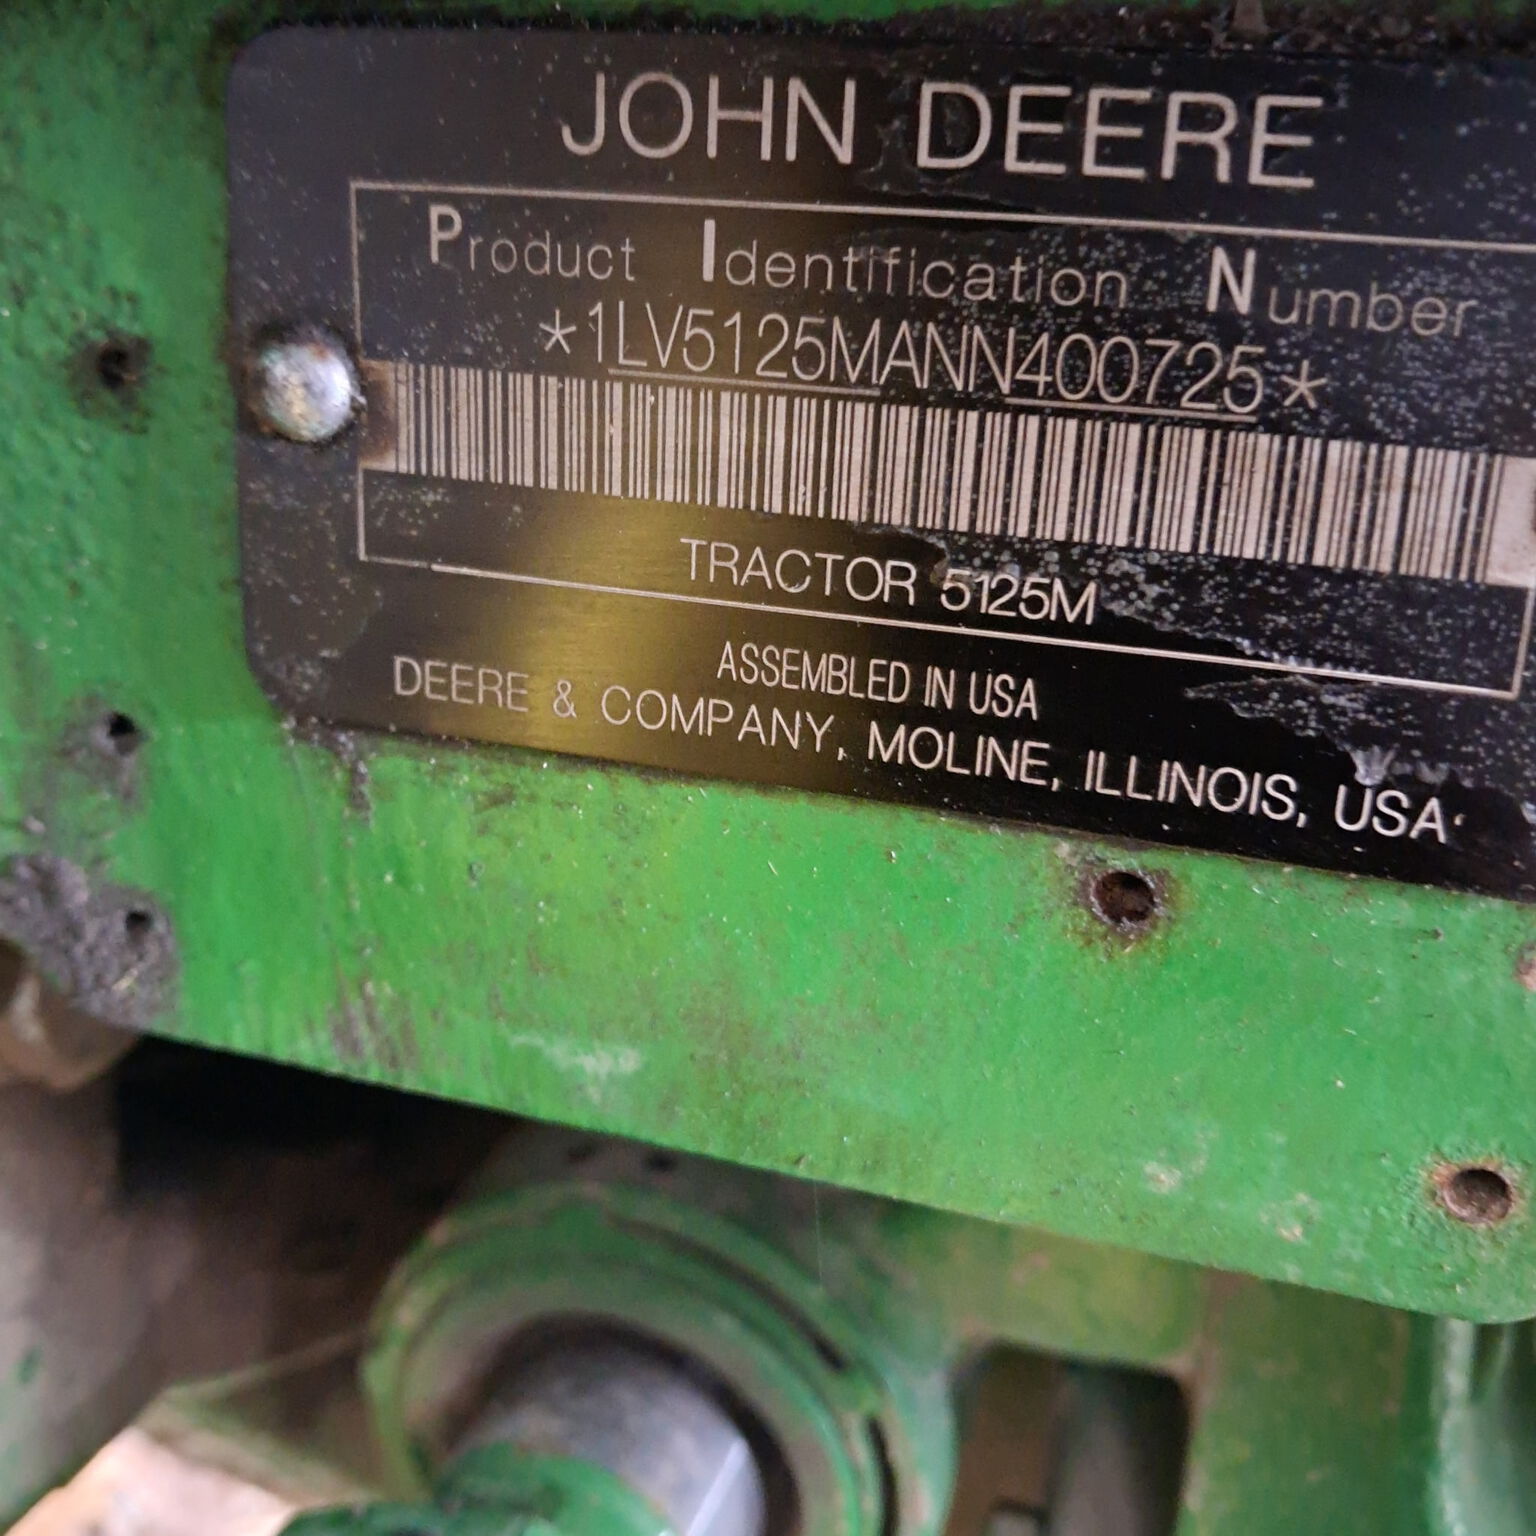 JOHN DEERE
Product Identification Number
*1LV5125MANN400725*
TRACTOR 5125M
ASSEMBLED IN USA
DEERE & COMPANY, MOLINE, ILLINOIS, USA